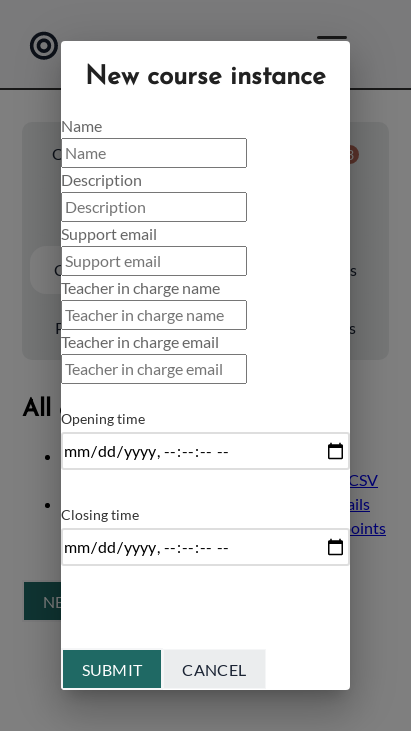 New course instance
Name
Name
Description
Description
Support email
Support email
Teacher in charge name
Teacher in charge name
Teacher in charge email
Teacher in charge email
Opening time
mm/dd/yyyy, --:--:-- --
Closing time
mm/dd/yyyy, --:--:-- --
SUBMIT CANCEL
All
CSV